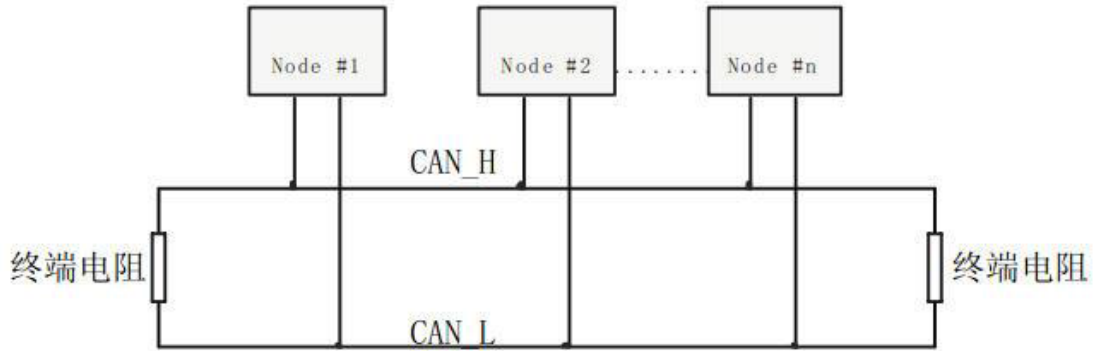 Node #1
Node #2
........
Node #n
CAN_H
终端电阻
终端电阻
CAN_L